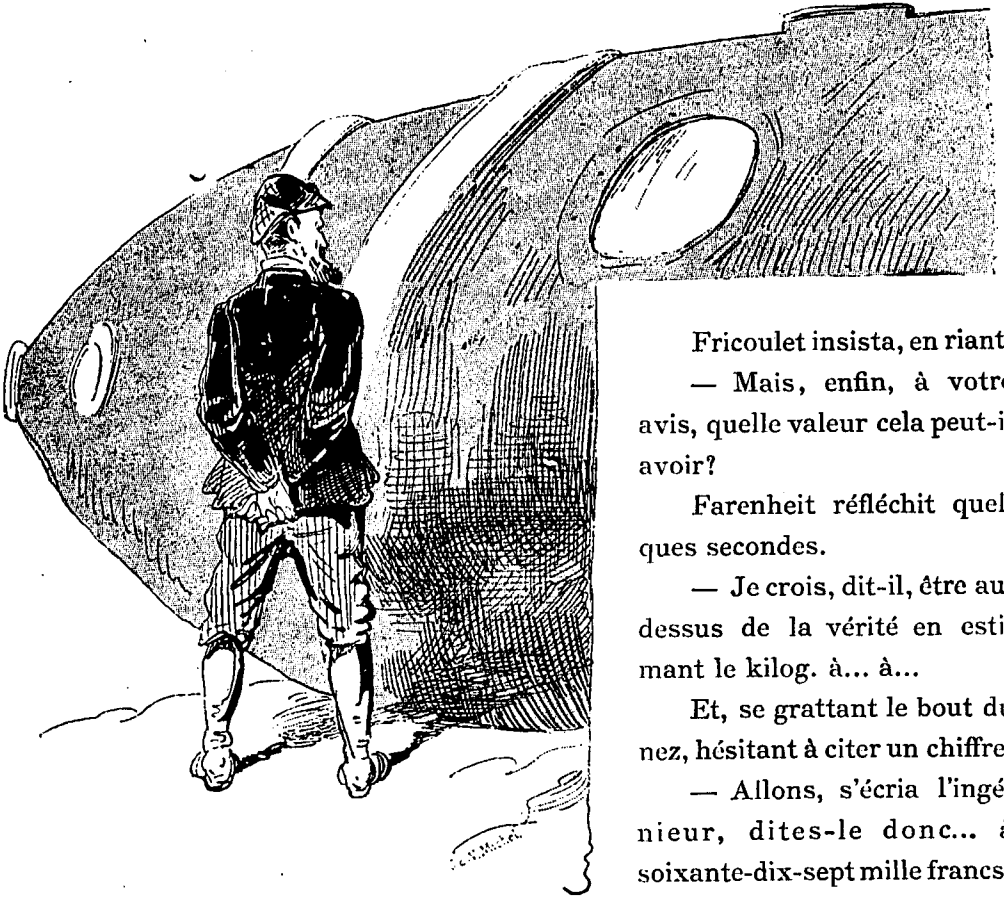 Fricoulet insista, en riant
— Mais, enfin, à votr
avis, quelle valeur cela peut-i
avoir?
Farenheit réfléchit quel
ques secondes.
— Je crois, dit-il, être au
dessus de la vérité en esti
mant le kilog. à... à...
Et, se grattant le bout du
nez, hésitant à citer un chiffre
— Allons, s'écria l'ingé
nieur, dites-le donc... à
soixante-dix-sept mille francs